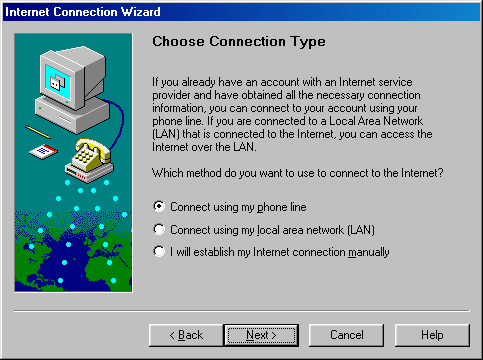 Internet Connection Wizard
Choose Connection Type
If you already have an account with an Internet service
provider and have obtained all the necessary connection
information, you can connect to your account using your
phone line. If you are connected to a Local Area Network
(LAN) that is connected to the Internet, you can access the
Internet over the LAN.
Which method do you want to use to connect to the Internet?
Connect using my phone line
Connect using my local area network (LAN)
I will establish my Internet connection manually
< Back
Next >
Cancel
Help